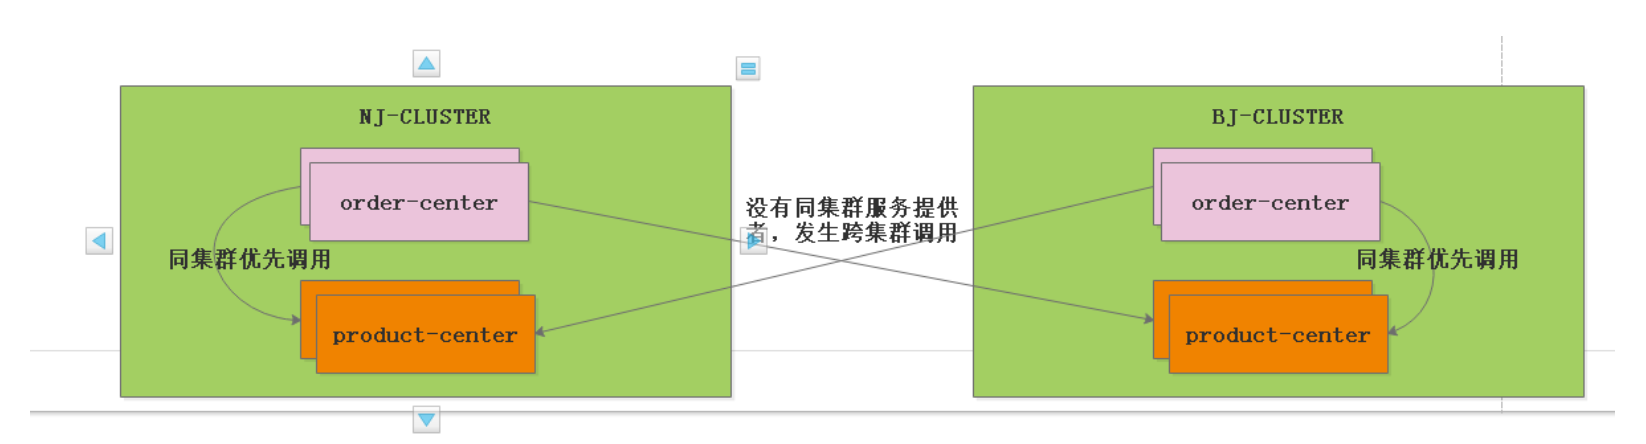 NJ-CLUSTER
order-center
同集群优先调用
product-center
没有同集群服务提供
者，发生跨集群调用
BJ-CLUSTER
order-center
同集群优先调用
product-center